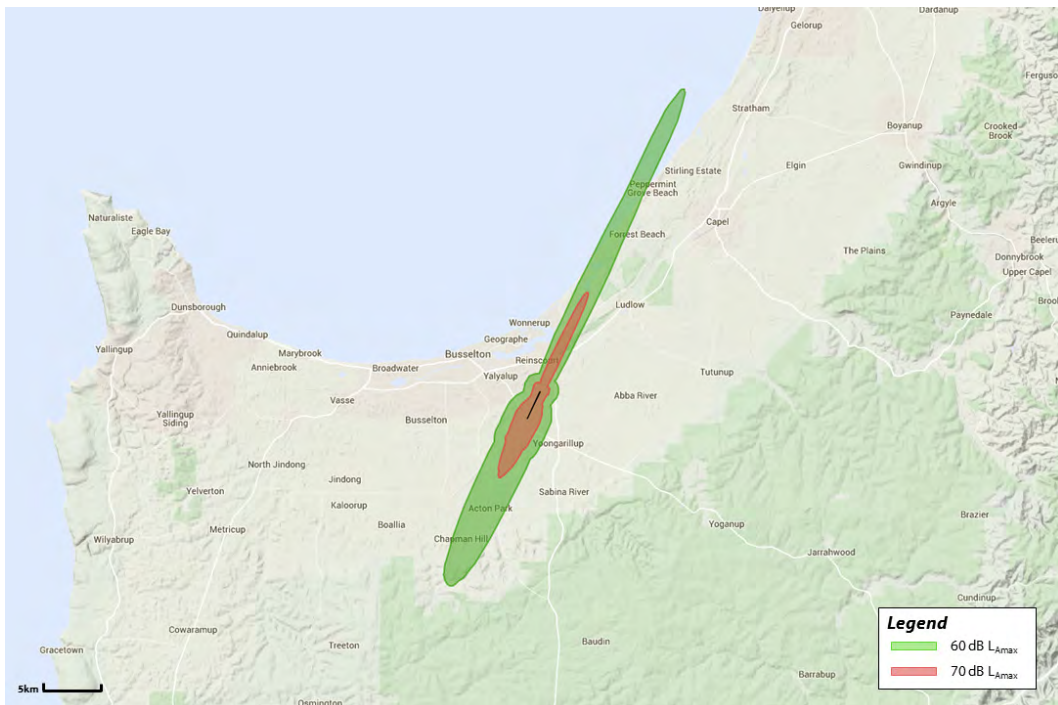 Dalyellup
Dardanup
Gelorup
Ferguso
Stratham
Boyanup
Crooked
Brook
Elgin
Gwindinup
Stirling Estate
Peppermint
Grove Beach
Argyle
Naturaliste
Capel
Eagle Bay
Forrest Beach
Beeleru
The Plains
Donnybrook
Upper Capel
Dunsborough
Ludlow
Broo
Paynedale
Wonnerup
Quindalup
Geographe
Yallingup
Marybrook
Busselton
Reinscourt
Anniebrook
Broadwater
Yalyalup
Tutunup
Vasse
Abba River
Yallingup
Siding
Busselton
Yoongarillup
North Jindong
Jindong
Yelverton
Sabina River
Kaloorup
Acton Park
Metricup
Boallia
Yoganup
Brazier
Wilyabrup
Chapman Hill
Jarrahwood
Cundinup
Cowaramup
Treeton
Baudin
Gracetown
Barrabup
Osmington
5km
Legend
60 dB LAmax
70 dB LAmax